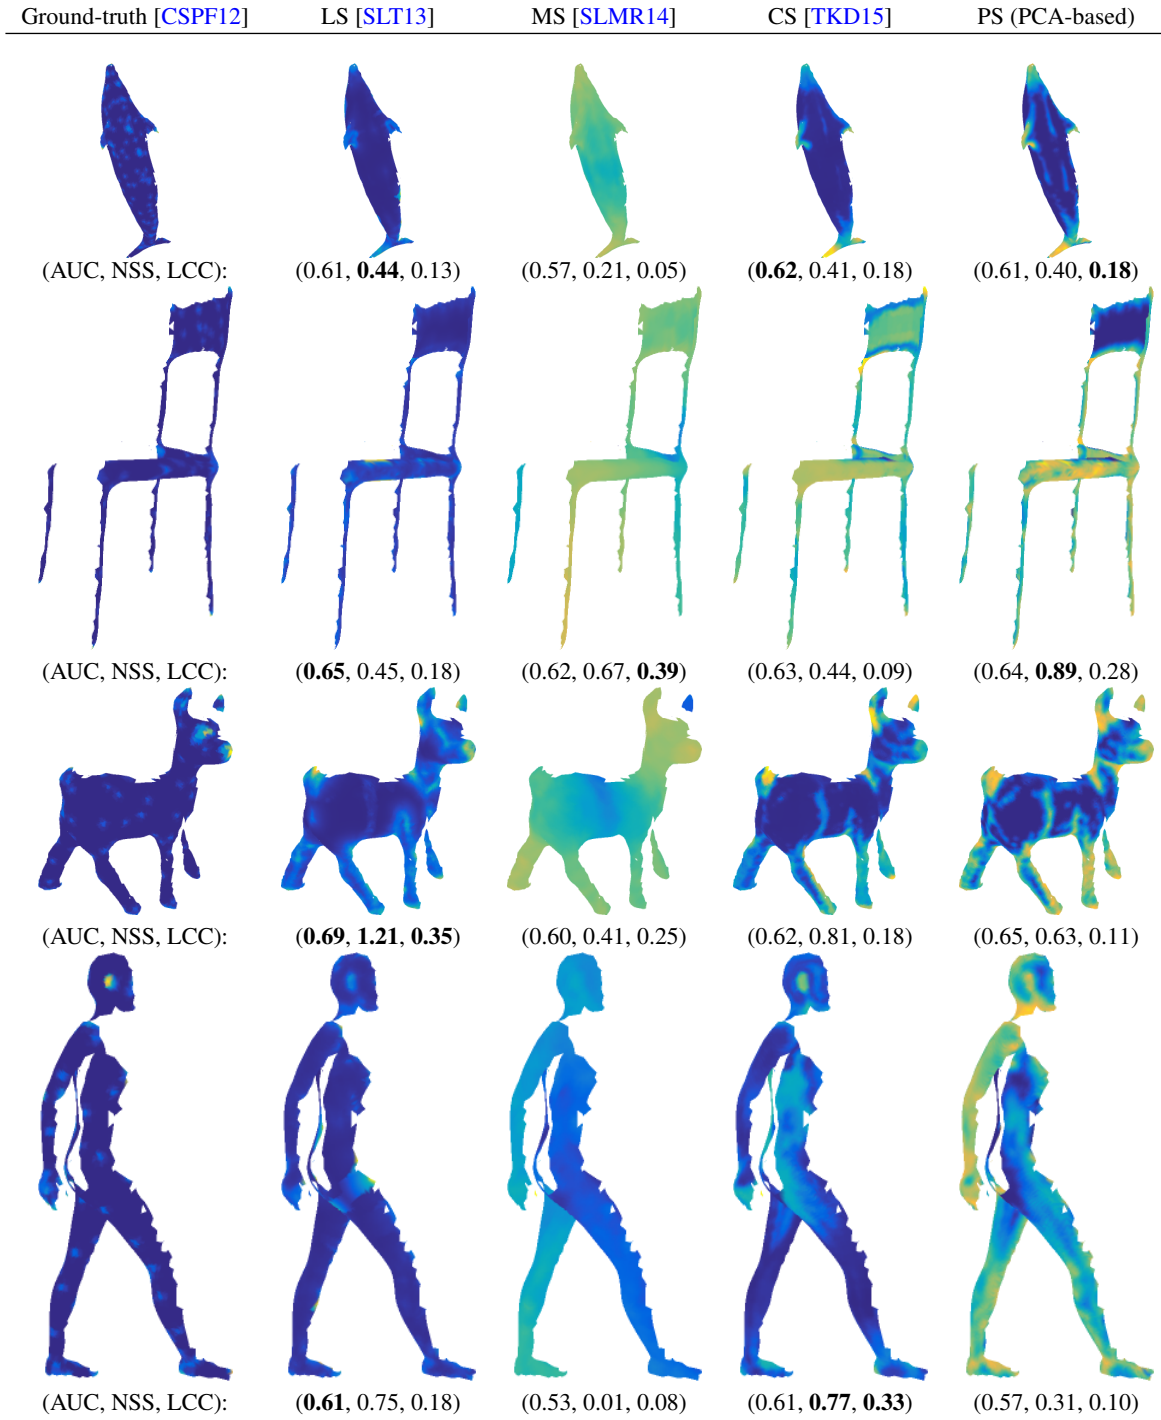 Ground-truth [CSPF12] LS [SLT13] MS [SLMR14] CS [TKD15] PS (PCA-based)
(AUC, NSS, LCC): (0.61, 0.44, 0.13) (0.57, 0.21, 0.05) (0.62, 0.41, 0.18) (0.61, 0.40, 0.18)
(AUC, NSS, LCC): (0.65, 0.45, 0.18) (0.62, 0.67, 0.39) (0.63, 0.44, 0.09) (0.64, 0.89, 0.28)
(AUC, NSS, LCC): (0.69, 1.21, 0.35) (0.60, 0.41, 0.25) (0.62, 0.81, 0.18) (0.65, 0.63, 0.11)
(AUC, NSS, LCC): (0.61, 0.75, 0.18) (0.53, 0.01, 0.08) (0.61, 0.77, 0.33) (0.57, 0.31, 0.10)